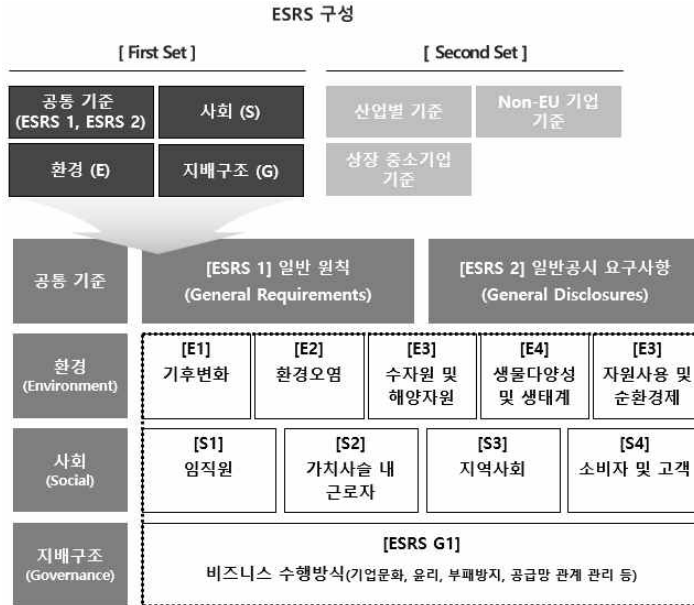 ESRS 구성
[ First Set ]
[ Second Set ]
공통 기준
(ESRS 1, ESRS 2)
사회 (S)
환경 (E)
지배구조 (G)
산업별 기준
Non-EU 기업
기준
상장 중소기업
기준
공통 기준
[ESRS 1] 일반 원칙
(General Requirements)
[ESRS 2] 일반공시 요구사항
(General Disclosures)
환경
(Environment)
[E1]
기후변화
[E2]
환경오염
[E3]
수자원 및
해양자원
[E4]
생물다양성
및 생태계
[E3]
자원사용 및
순환경제
사회
(Social)
[S1]
임직원
[S2]
가치사슬 내
근로자
[S3]
지역사회
[S4]
소비자 및 고객
지배구조
(Governance)
[ESRS G1]
비즈니스 수행방식(기업문화, 윤리, 부패방지, 공급망 관계 관리 등)